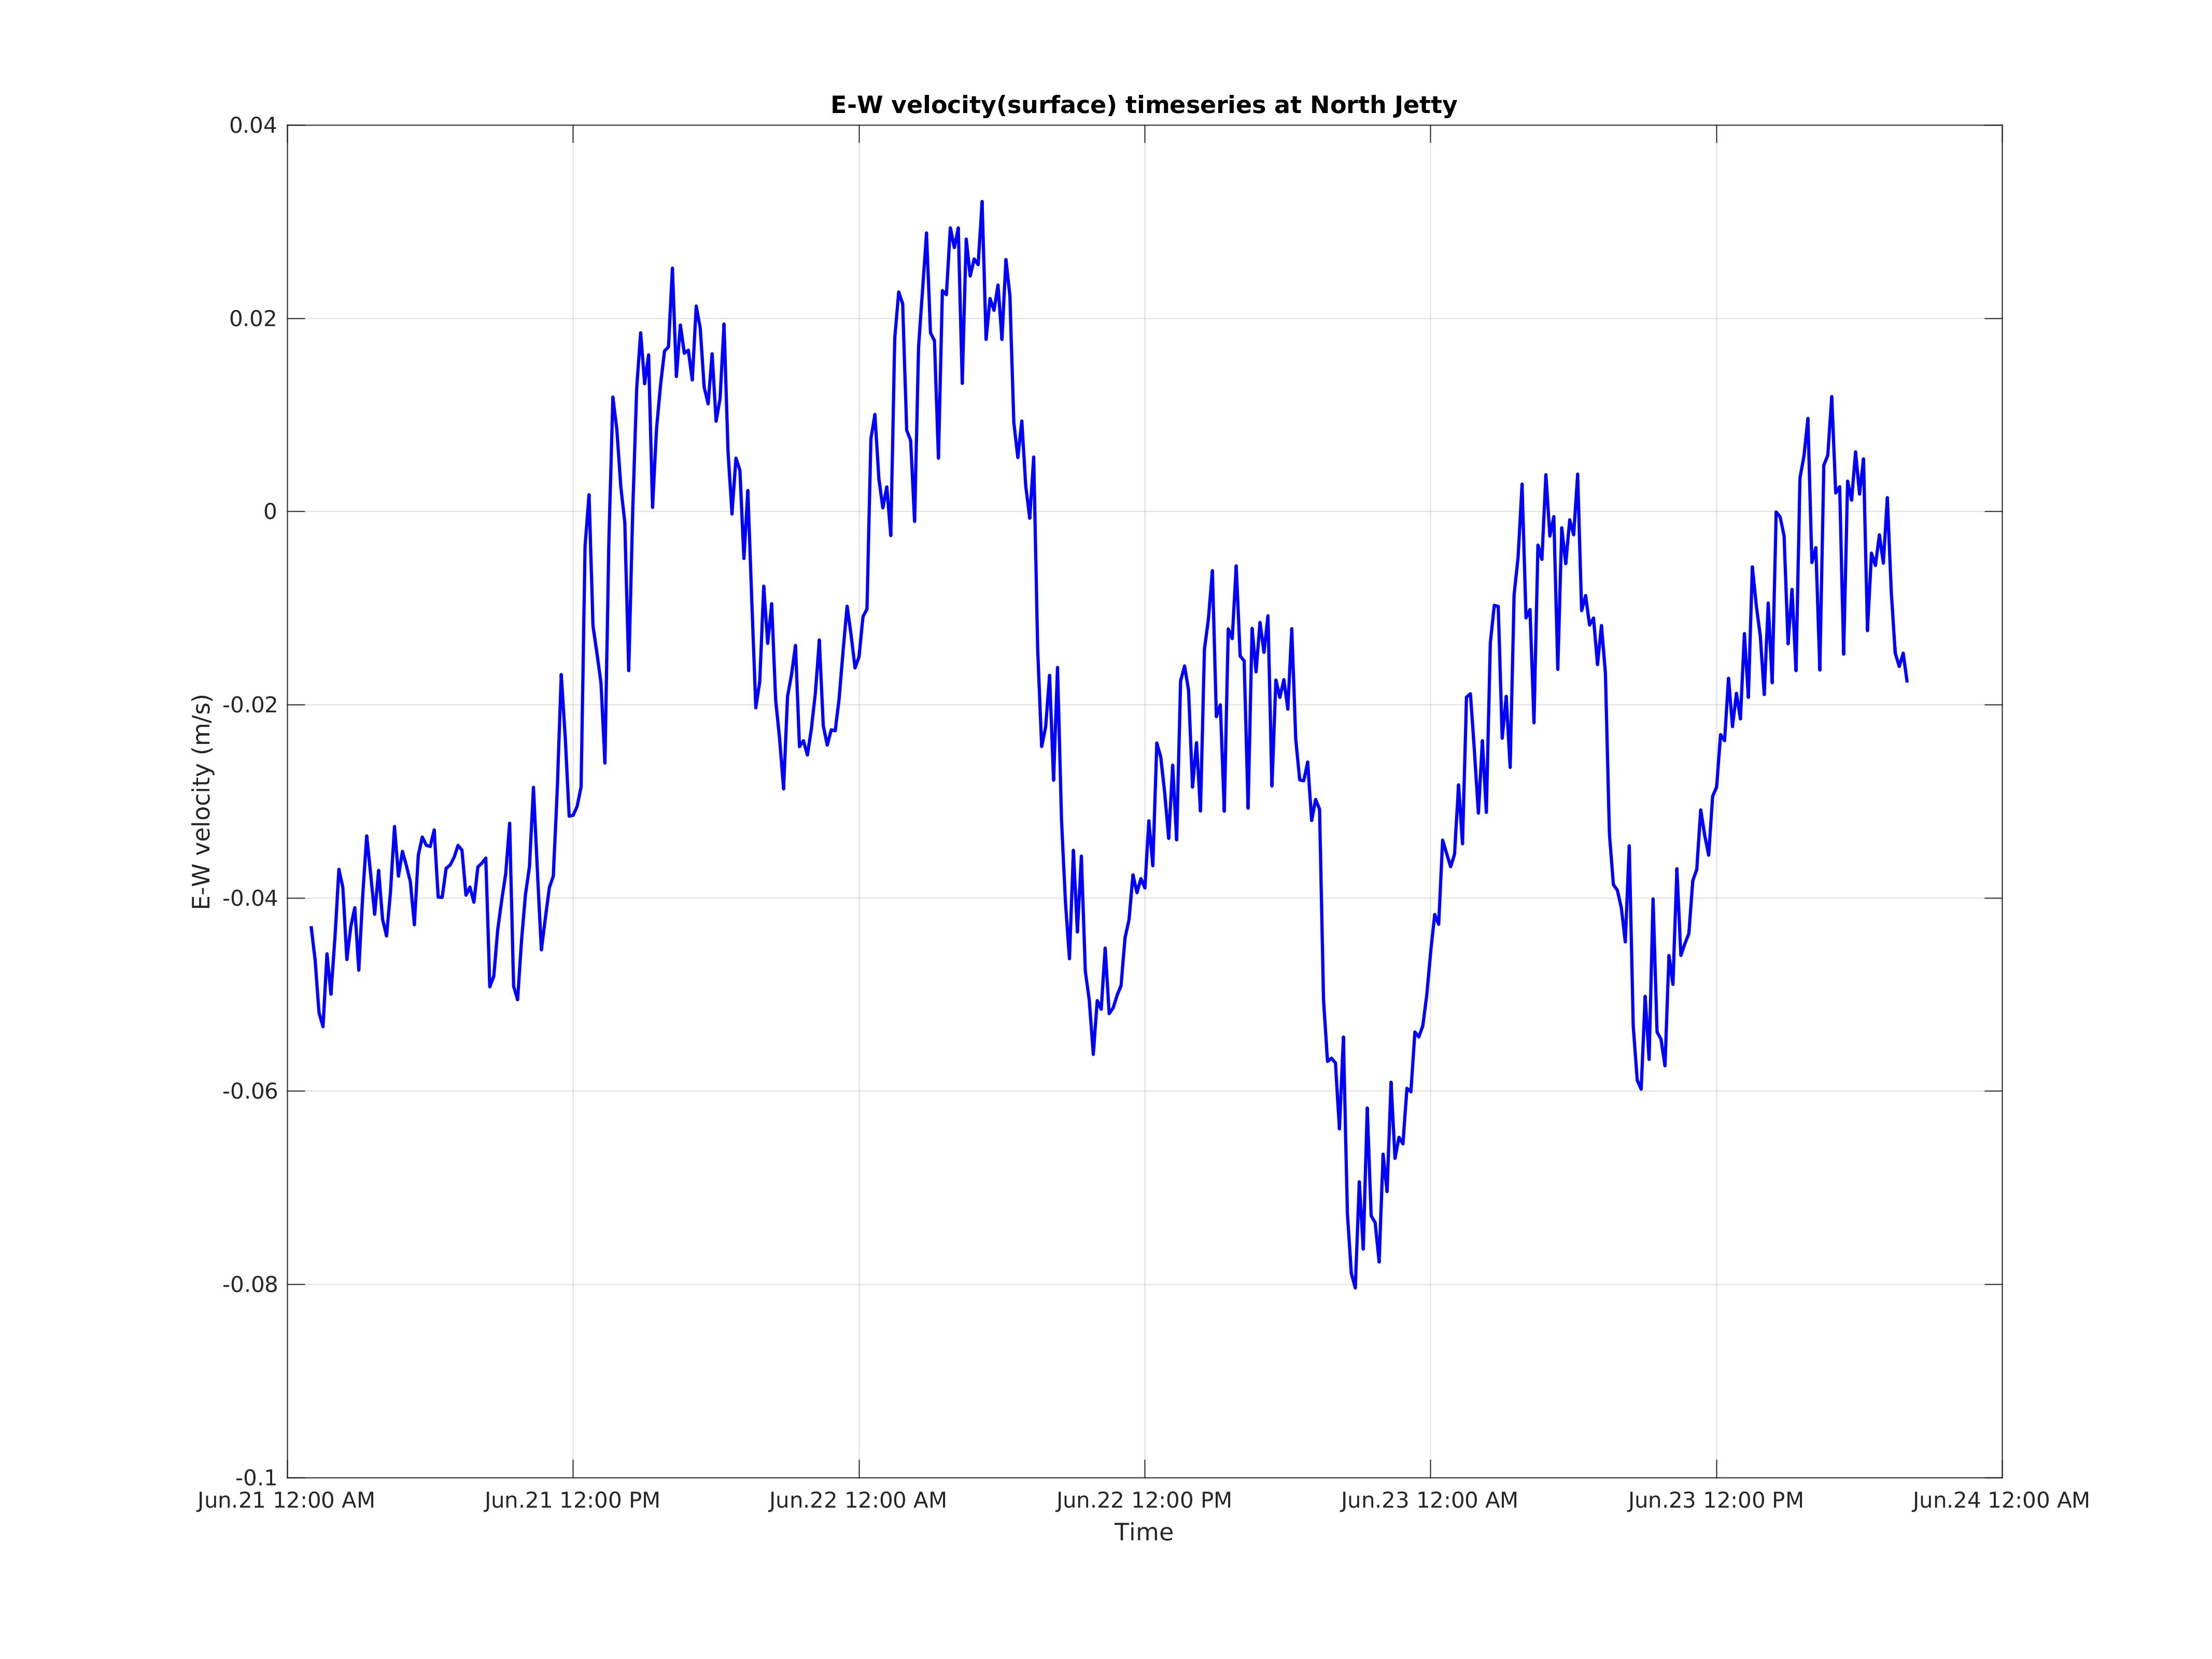 E-W velocity(surface) timeseries at North Jetty
0.04
0.02
0
-0.02
-0.04
-0.06
-0.08
-0.1
E-W velocity (m/s)
Jun.21 12:00 AM
Jun.21 12:00 PM
Jun.22 12:00 AM
Jun.22 12:00 PM
Jun.23 12:00 AM
Jun.23 12:00 PM
Jun.24 12:00 AM
Time